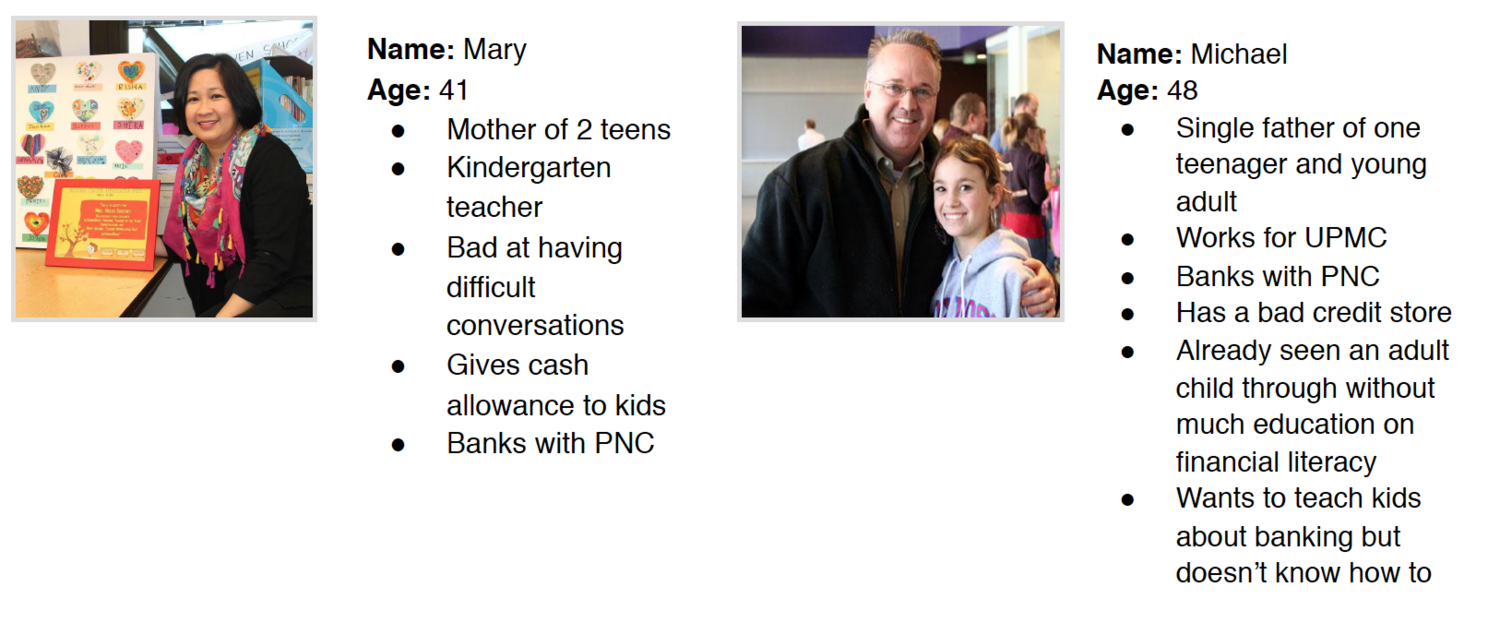 EN SCHOO
RISHA
Name: Mary
Age: 41
● Mother of 2 teens
● Kindergarten
teacher
● Bad at having
difficult
conversations
● Gives cash
allowance to kids
● Banks with PNC
Name: Michael
Age: 48
● Single father of one
teenager and young
adult
● Works for UPMC
● Banks with PNC
● Has a bad credit store
● Already seen an adult
child through without
much education on
financial literacy
● Wants to teach kids
about banking but
doesn’t know how to